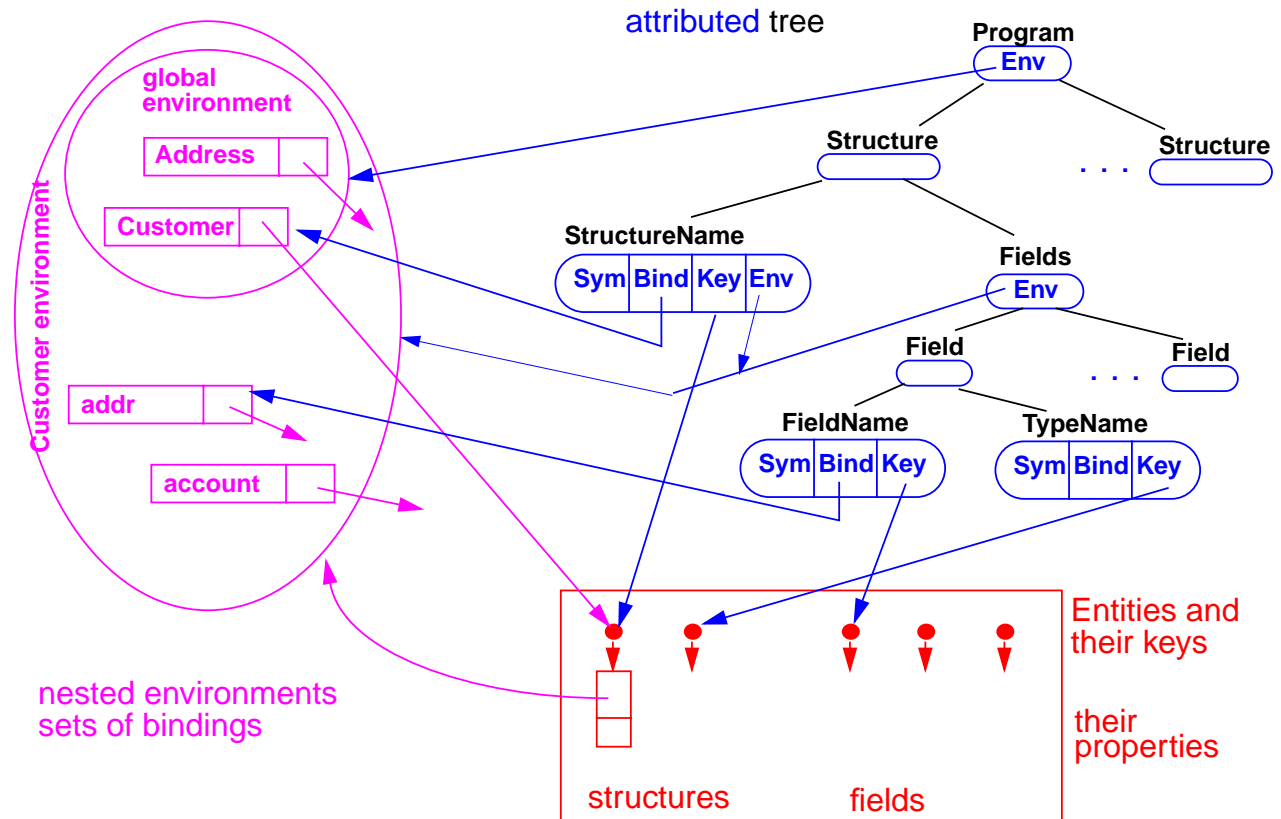 attributed tree
Program
Env
global
environment
Address
Customer
Customer environment
addr
account
Structure
. . .
Structure
StructureName
Sym Bind Key Env
Fields
Env
Field
. . .
Field
FieldName
Sym Bind Key
TypeName
Sym Bind Key
Entities and
their keys
nested environments
sets of bindings
their
properties
structures
fields